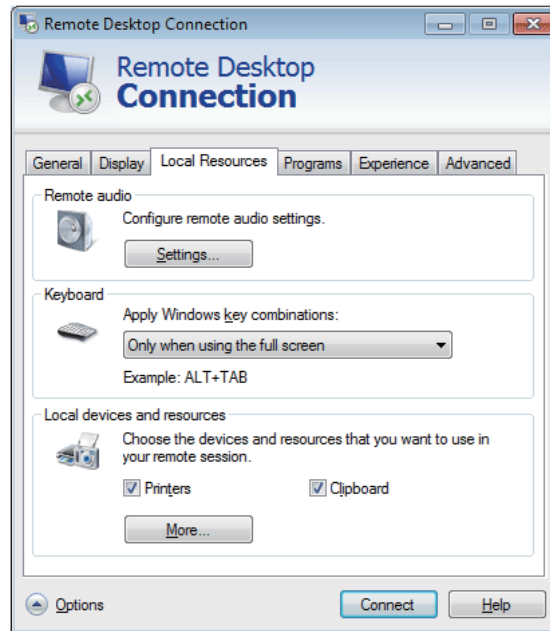 Remote Desktop Connection
Remote Desktop
Connection
General Display Local Resources Programs Experience Advanced
Remote audio
Configure remote audio settings.
Settings...
Keyboard
Apply Windows key combinations:
Only when using the full screen
Example: ALT+TAB
Local devices and resources
Choose the devices and resources that you want to use in
your remote session.
Printers Clipboard
More...
Options Connect Help